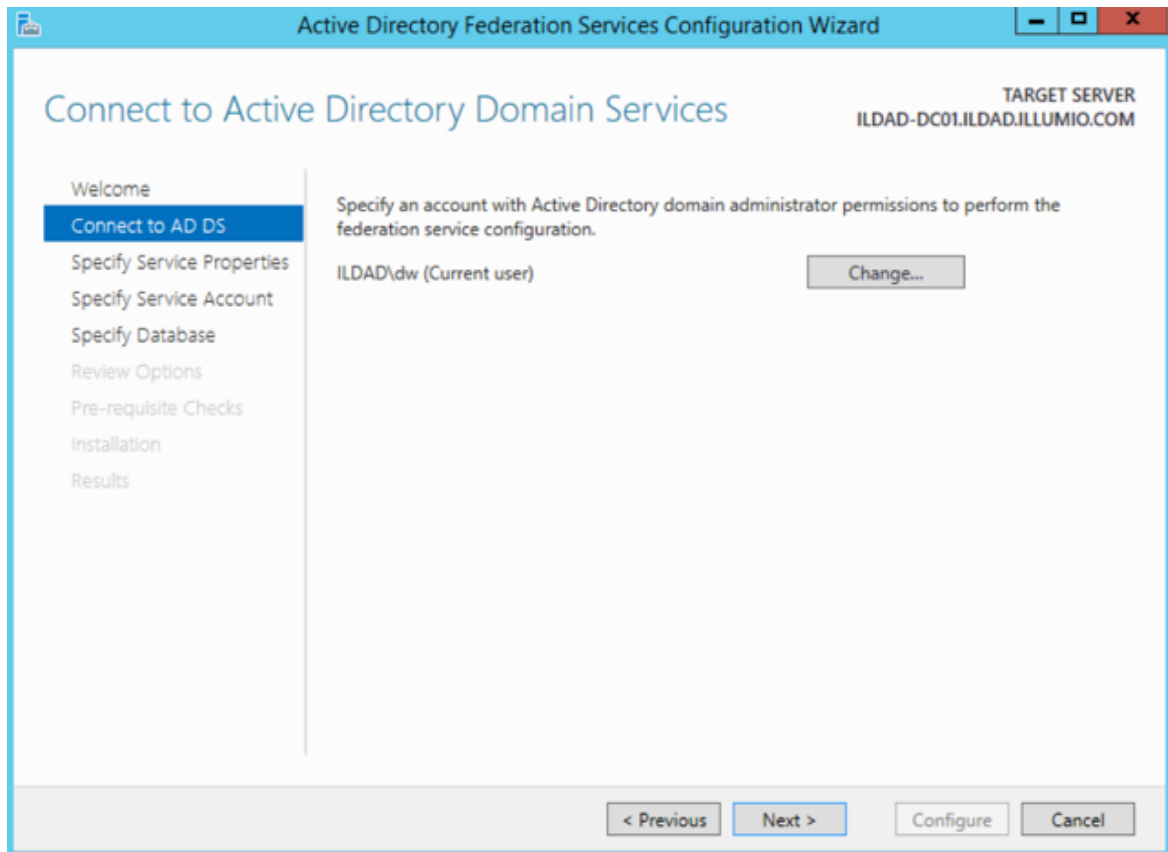 Active Directory Federation Services Configuration Wizard
Connect to Active Directory Domain Services
TARGET SERVER
ILDAD-DC01.ILDAD.ILLUMIO.COM
Welcome
Connect to AD DS
Specify Service Properties
Specify Service Account
Specify Database
Review Options
Pre-requisite Checks
Installation
Results
Specify an account with Active Directory domain administrator permissions to perform the
federation service configuration.
ILDAD\dw (Current user)
Change...
< Previous
Next >
Configure
Cancel